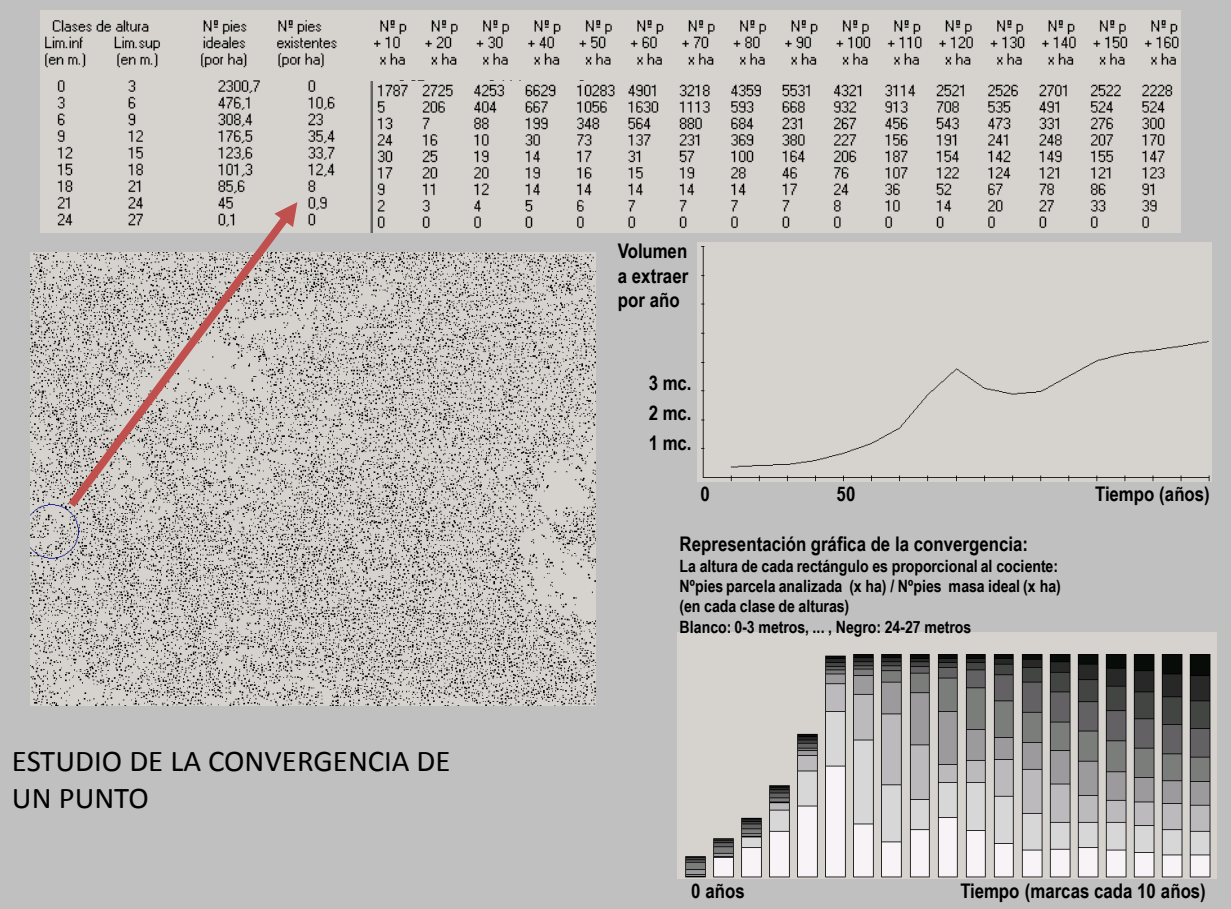 Clases de altura Nº pies Nº pies Nº p Nº p Nº p Nº p Nº p Nº p Nº p Nº p Nº p Nº p Nº p Nº p Nº p Nº p Nº p Nº p
Lim.inf Lim.sup ideales existentes + 10 + 20 + 30 + 40 + 50 + 60 + 70 + 80 + 90 + 100 + 110 + 120 + 130 + 140 + 150 + 160
(en m.) (en m.) (por ha) (por ha) x ha x ha x ha x ha x ha x ha x ha x ha x ha x ha x ha x ha x ha x ha x ha x ha
0 3 2300,7 0 1787 2725 4253 6629 10283 4901 3218 4359 5531 4321 3114 2521 2526 2701 2522 2228
3 6 476,1 10,6 5 206 404 667 1056 1630 1113 593 668 932 913 708 535 491 524 524
6 9 308,4 23 13 7 88 199 348 564 880 684 231 267 456 543 473 331 276 300
9 12 176,5 35,4 24 16 10 30 73 137 231 369 380 227 156 191 241 248 207 170
12 15 123,6 33,7 30 25 19 14 17 31 57 100 164 206 187 154 142 149 155 147
15 18 101,3 12,4 17 20 20 19 16 15 19 28 46 76 107 122 124 121 121 123
18 21 85,6 8 9 11 12 14 14 14 14 14 17 24 36 52 67 78 86 91
21 24 45 0,9 2 3 4 5 6 7 7 7 7 8 10 14 20 27 33 39
24 27 0,1 0 0 0 0 0 0 0 0 0 0 0 0 0 0 0 0 0
Volumen
a extraer
por año
3 mc.
2 mc.
1 mc.
0 50 Tiempo (años)
Representación gráfica de la convergencia:
La altura de cada rectángulo es proporcional al cociente:
Nºpies parcela analizada (x ha) / Nºpies masa ideal (x ha)
(en cada clase de alturas)
Blanco: 0-3 metros, ... , Negro: 24-27 metros
0 años Tiempo (marcas cada 10 años)
ESTUDIO DE LA CONVERGENCIA DE
UN PUNTO